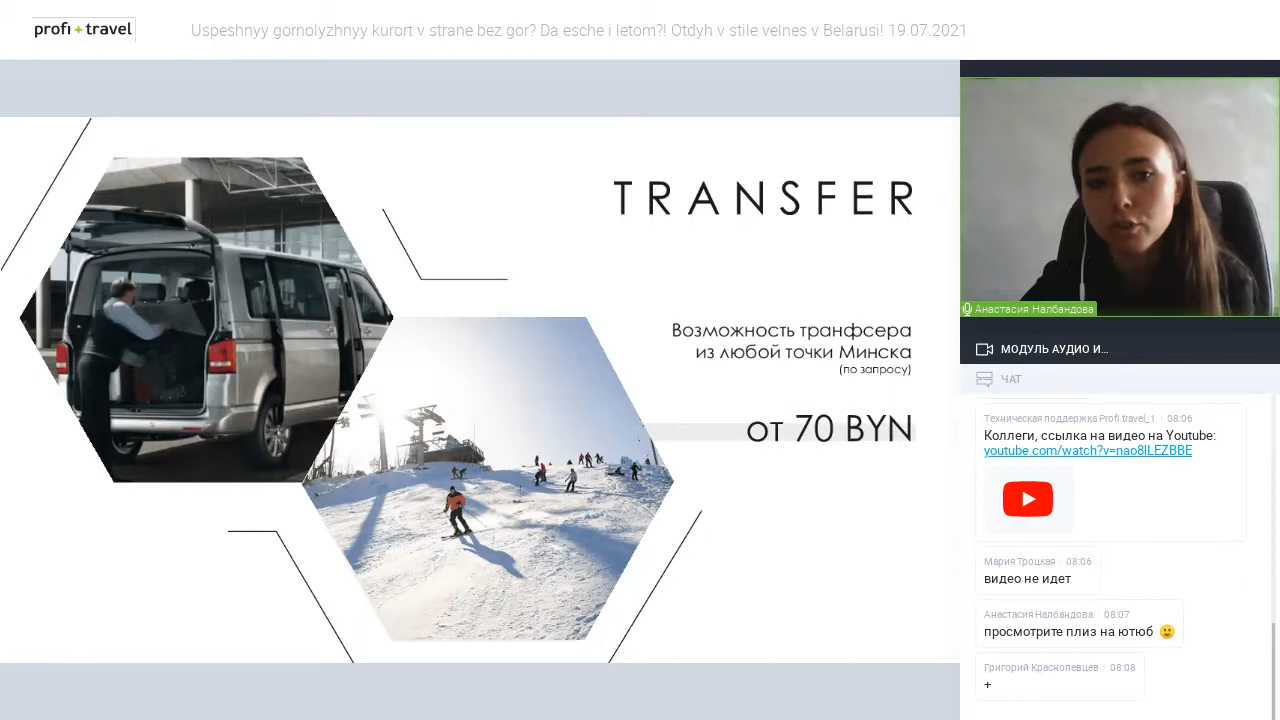 profi + travel
Uspeshnyy gornolyzhnyy kurort v strane bez gor? Da esche i letom?! Otdyh v stile velnes v Belarusi! 19.07.2021
TRANSFER
Возможность транфсера
из любой точки Минска
(по запросу)
от 70 BYN
Анастасия Налбандова
МОДУЛЬ АУДИО И...
ЧАТ
Техническая поддержка Profi.travel_1 08:06
Коллеги, ссылка на видео на Youtube:
youtube.com/watch?v=nao8lLEZBBE
Мария Троцкая 08:06
видео не идет
Анастасия Налбандова 08:07
просмотрите плиз на ютюб 🙂
Григорий Краснопевцев 08:08
+